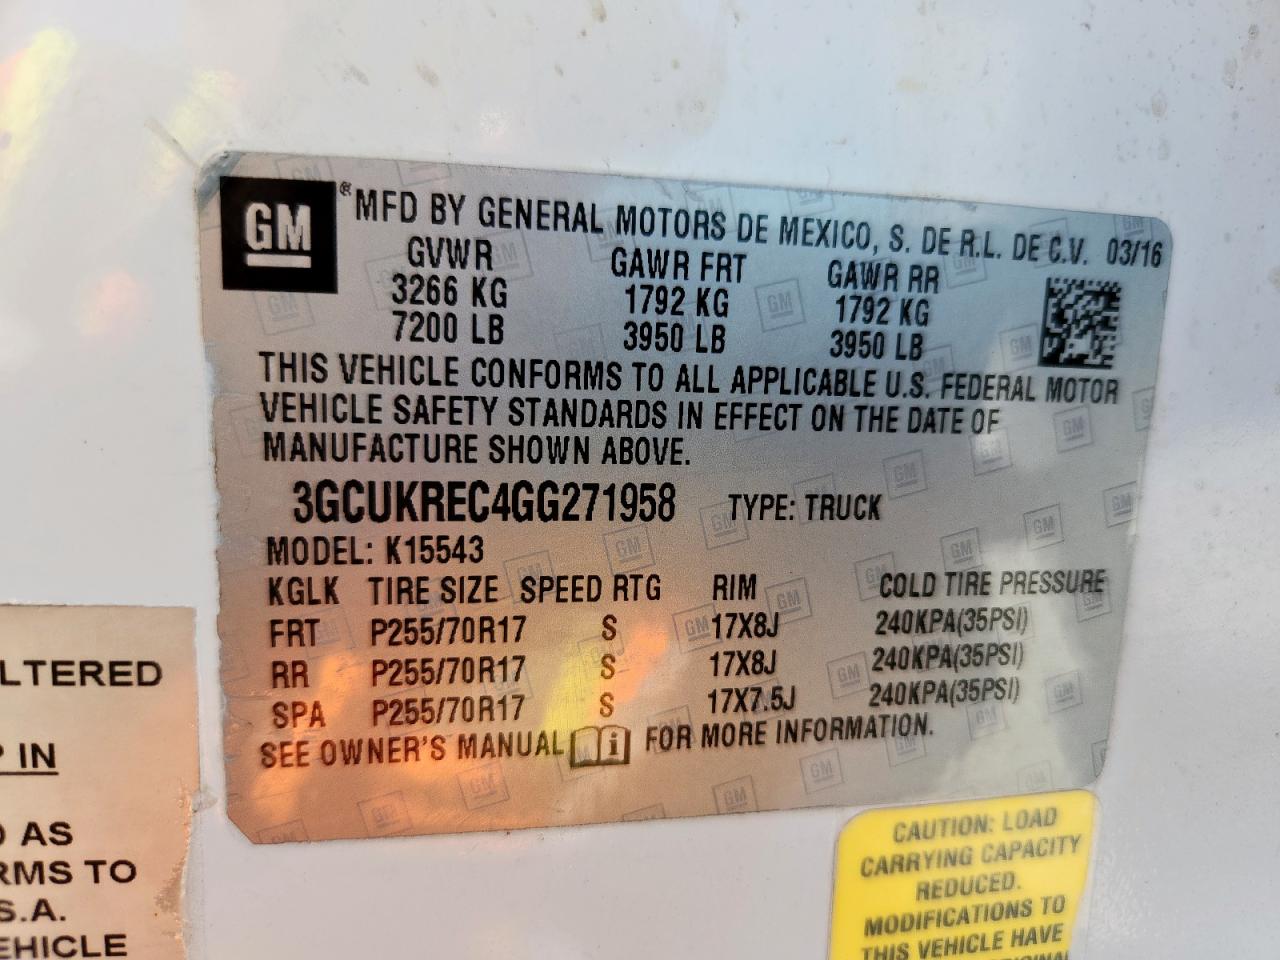 GM
® MFD BY GENERAL MOTORS DE MEXICO, S. DE R.L. DE C.V. 03/16
GVWR GAWR FRT GAWR RR
3266 KG 1792 KG 1792 KG
7200 LB 3950 LB 3950 LB
THIS VEHICLE CONFORMS TO ALL APPLICABLE U.S. FEDERAL MOTOR
VEHICLE SAFETY STANDARDS IN EFFECT ON THE DATE OF
MANUFACTURE SHOWN ABOVE.
3GCUKREC4GG271958 TYPE: TRUCK
MODEL: K15543
KGLK TIRE SIZE SPEED RTG RIM COLD TIRE PRESSURE
FRT P255/70R17 S 17X8J 240KPA(35PSI)
RR P255/70R17 S 17X8J 240KPA(35PSI)
SPA P255/70R17 S 17X7.5J 240KPA(35PSI)
SEE OWNER'S MANUAL i FOR MORE INFORMATION.
LTERED
P IN
AS
RMS TO
S.A.
EHICLE
CAUTION: LOAD
CARRYING CAPACITY
REDUCED.
MODIFICATIONS TO
THIS VEHICLE HAVE